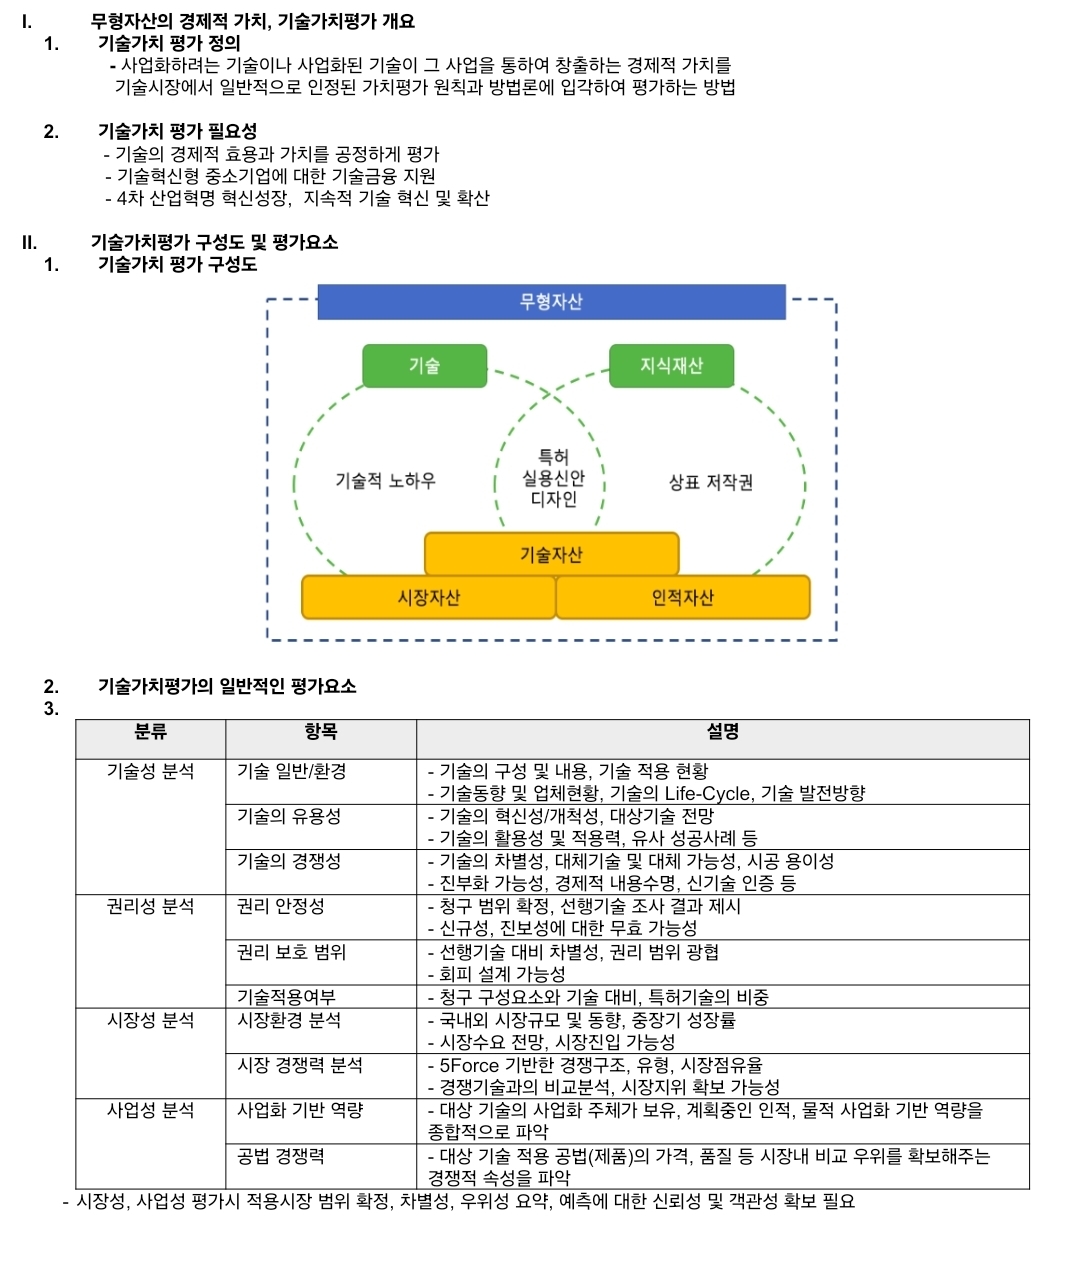 I. 무형자산의 경제적 가치, 기술가치평가 개요
1. 기술가치 평가 정의
- 사업화하려는 기술이나 사업화된 기술이 그 사업을 통하여 창출하는 경제적 가치를
기술시장에서 일반적으로 인정된 가치평가 원칙과 방법론에 입각하여 평가하는 방법
2. 기술가치 평가 필요성
- 기술의 경제적 효용과 가치를 공정하게 평가
- 기술혁신형 중소기업에 대한 기술금융 지원
- 4차 산업혁명 혁신성장, 지속적 기술 혁신 및 확산
II. 기술가치평가 구성도 및 평가요소
1. 기술가치 평가 구성도
무형자산
기술 지식재산
기술적 노하우
특허
실용신안
디자인
상표 저작권
기술자산
시장자산 인적자산
2. 기술가치평가의 일반적인 평가요소
3.
분류 항목 설명
기술성 분석 기술 일반/환경 - 기술의 구성 및 내용, 기술 적용 현황
- 기술동향 및 업체현황, 기술의 Life-Cycle, 기술 발전방향
기술의 유용성 - 기술의 혁신성/개척성, 대상기술 전망
- 기술의 활용성 및 적용력, 유사 성공사례 등
기술의 경쟁성 - 기술의 차별성, 대체기술 및 대체 가능성, 시공 용이성
- 진부화 가능성, 경제적 내용수명, 신기술 인증 등
권리성 분석 권리 안정성 - 청구 범위 확정, 선행기술 조사 결과 제시
- 신규성, 진보성에 대한 무효 가능성
권리 보호 범위 - 선행기술 대비 차별성, 권리 범위 광협
- 회피 설계 가능성
기술적용여부 - 청구 구성요소와 기술 대비, 특허기술의 비중
시장성 분석 시장환경 분석 - 국내외 시장규모 및 동향, 중장기 성장률
- 시장수요 전망, 시장진입 가능성
시장 경쟁력 분석 - 5Force 기반한 경쟁구조, 유형, 시장점유율
- 경쟁기술과의 비교분석, 시장지위 확보 가능성
사업성 분석 사업화 기반 역량 - 대상 기술의 사업화 주체가 보유, 계획중인 인적, 물적 사업화 기반 역량을
종합적으로 파악
공법 경쟁력 - 대상 기술 적용 공법(제품)의 가격, 품질 등 시장내 비교 우위를 확보해주는
경쟁적 속성을 파악
- 시장성, 사업성 평가시 적용시장 범위 확정, 차별성, 우위성 요약, 예측에 대한 신뢰성 및 객관성 확보 필요